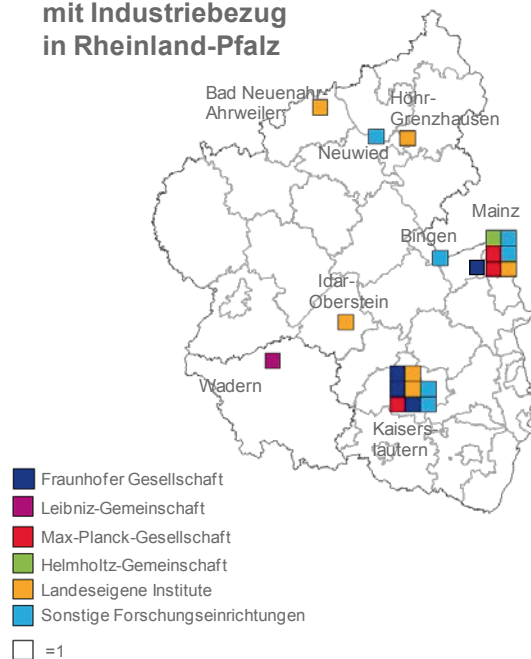 mit Industriebezug
in Rheinland-Pfalz
Bad Neuenahr-
Ahrweiler
Höhr-
Grenzhausen
Neuwied
Mainz
Bingen
Idar-
Oberstein
Wadern
Kaisers-
lautern
Fraunhofer Gesellschaft
Leibniz-Gemeinschaft
Max-Planck-Gesellschaft
Helmholtz-Gemeinschaft
Landeseigene Institute
Sonstige Forschungseinrichtungen
=1